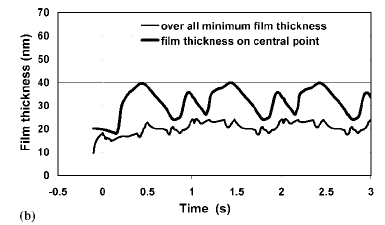 70
60
50
40
30
20
10
0
Film thickness (nm)
over all minimum film thickness
film thickness on central point
-0.5 0 0.5 1 1.5 2 2.5 3
Time (s)
(b)